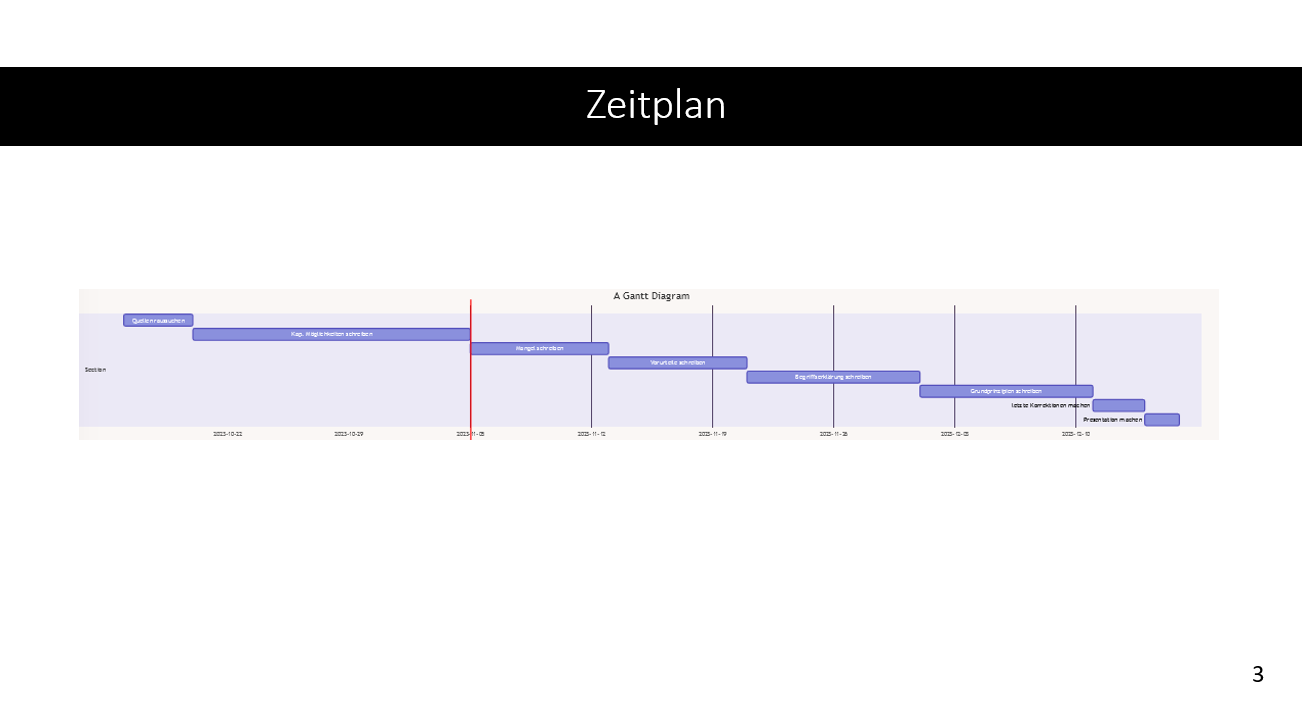 Zeitplan
A Gantt Diagram
Quellen raussuchen
Kap. Möglichkeiten schreiben
Mangel schreiben
Vorurteile schreiben
Begriffserklärung schreiben
Section
Grundprinzipien schreiben
letzte Korrektionen machen
Presentation machen
2023-10-22
2023-10-29
2023-11-05
2023-11-12
2023-11-19
2023-11-26
2023-12-03
2023-12-10
3